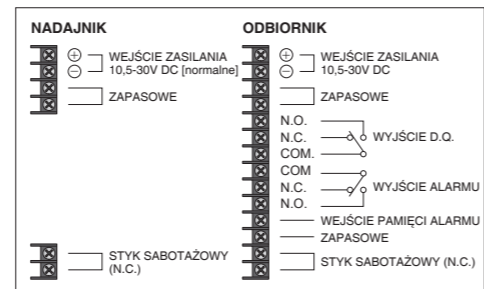 NADAJNIK
⊕ WEJŚCIE ZASILANIA
⊖ 10,5-30V DC [normalne]
ZAPASOWE
STYK SABOTAŻOWY
(N.C.)
ODBIORNIK
⊕ WEJŚCIE ZASILANIA
⊖ 10,5-30V DC
ZAPASOWE
N.O.
N.C. WYJŚCIE D.Q.
COM.
COM
N.C. WYJŚCIE ALARMU
N.O.
WEJŚCIE PAMIĘCI ALARMU
ZAPASOWE
STYK SABOTAŻOWY (N.C.)